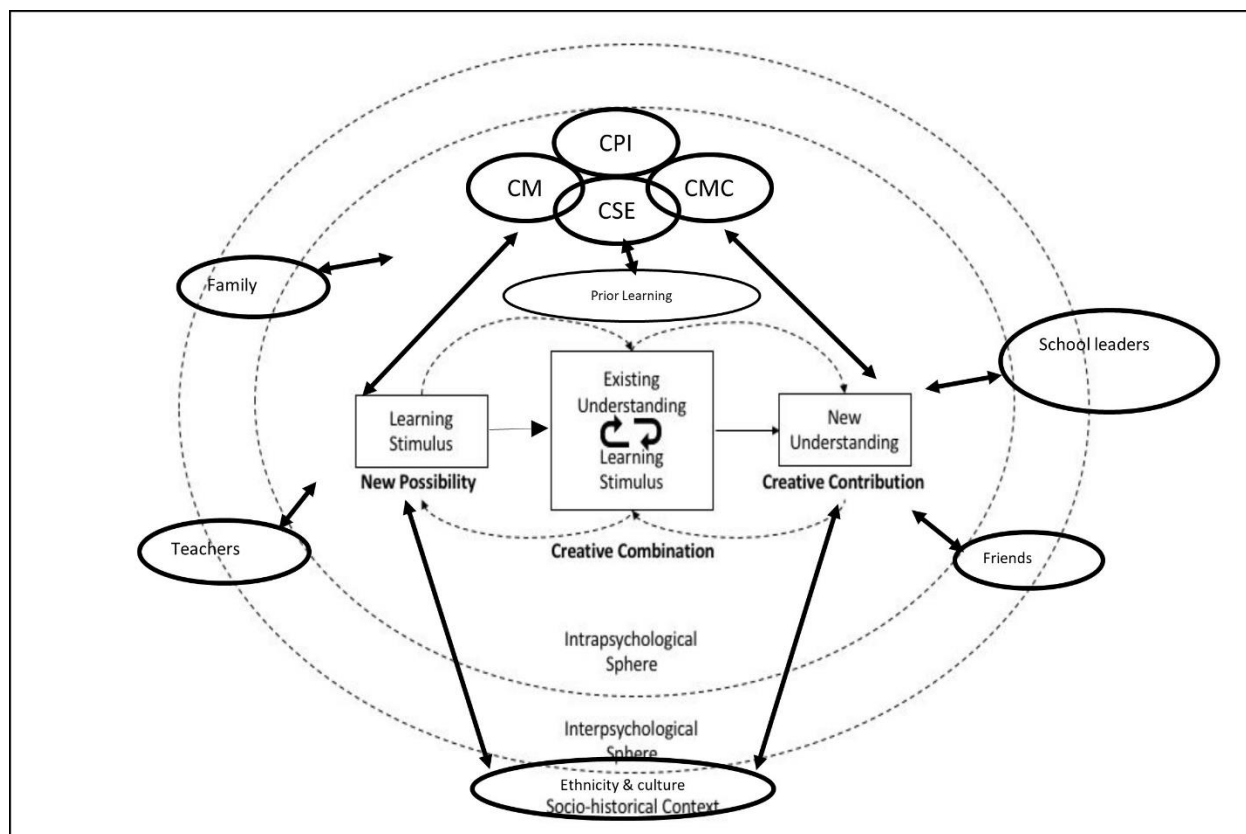 CPI
CM
CMC
CSE
Family
Prior Learning
School leaders
Existing
Understanding
Learning
Stimulus
Learning
Stimulus
New
Understanding
New Possibility
Creative Contribution
Teachers
Creative Combination
Friends
Intrapsychological
Sphere
Interpsychological
Sphere
Ethnicity & culture
Socio-historical Context